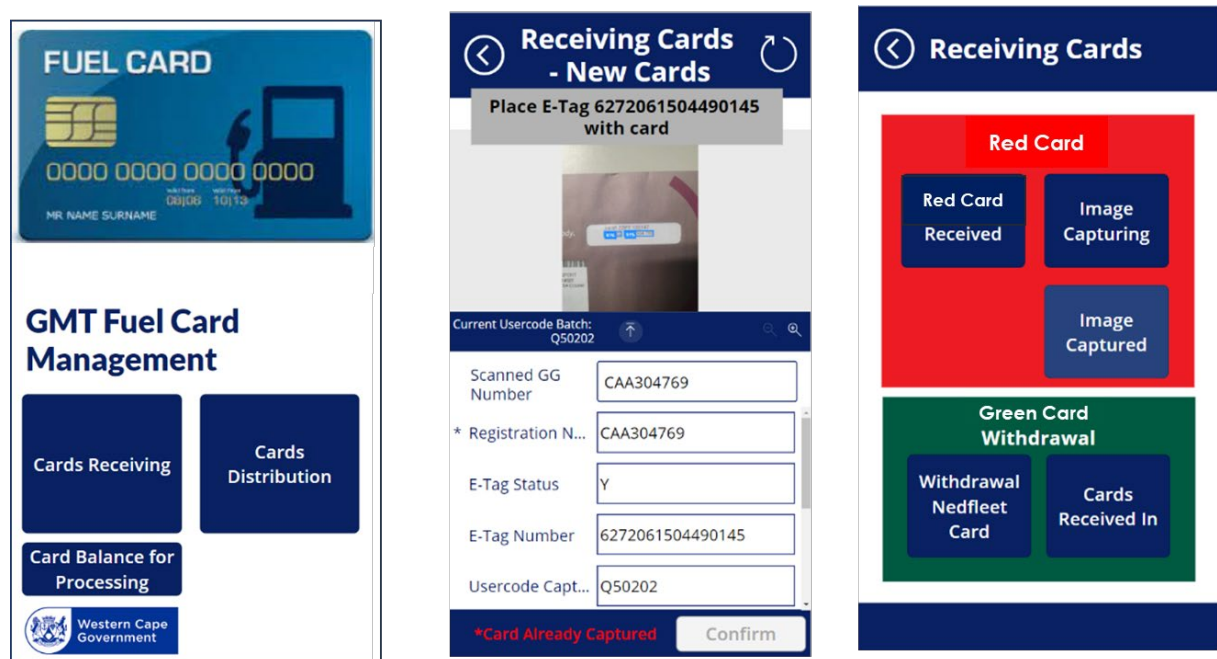 FUEL CARD
0000 0000 0000 0000
08|08 10|13
MR NAME SURNAME
GMT Fuel Card
Management
Cards Receiving
Cards
Distribution
Card Balance for
Processing
Western Cape
Government
Receiving Cards
- New Cards
Place E-Tag 6272061504490145
with card
Current Usercode Batch:
Q50202
Scanned GG
Number
CAA304769
* Registration N...
CAA304769
E-Tag Status
Y
E-Tag Number
6272061504490145
Usercode Capt...
Q50202
*Card Already Captured
Confirm
Receiving Cards
Red Card
Red Card
Received
Image
Capturing
Image
Captured
Green Card
Withdrawal
Withdrawal
Nedfleet
Card
Cards
Received In